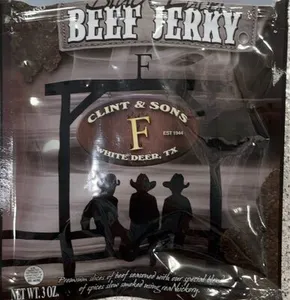 BEEF JERKY
F
CLINT & SONS
F
EST 1944
WHITE DEER, TX
Premium slices of beef seasoned with our special blend
NET WT. 3 OZ. of spices slow smoked using real hickory